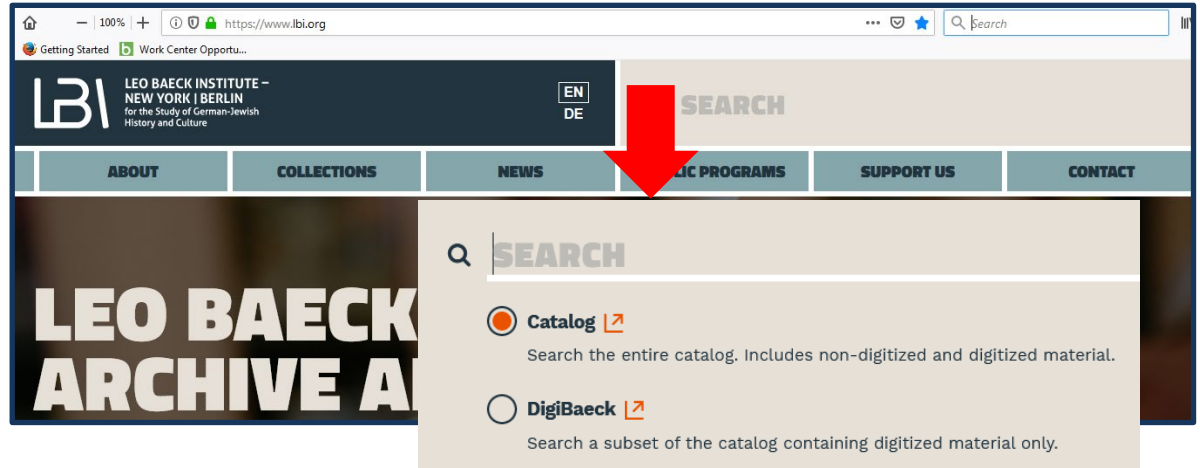 100%
https://www.lbi.org
Search
Getting Started
Work Center Opportu...
LBI
LEO BAECK INSTITUTE –
NEW YORK | BERLIN
for the Study of German-Jewish
History and Culture
EN
DE
SEARCH
ABOUT
COLLECTIONS
NEWS
IC PROGRAMS
SUPPORT US
CONTACT
LEO BAECK
ARCHIVE A
SEARCH
Catalog
Search the entire catalog. Includes non-digitized and digitized material.
DigiBaeck
Search a subset of the catalog containing digitized material only.